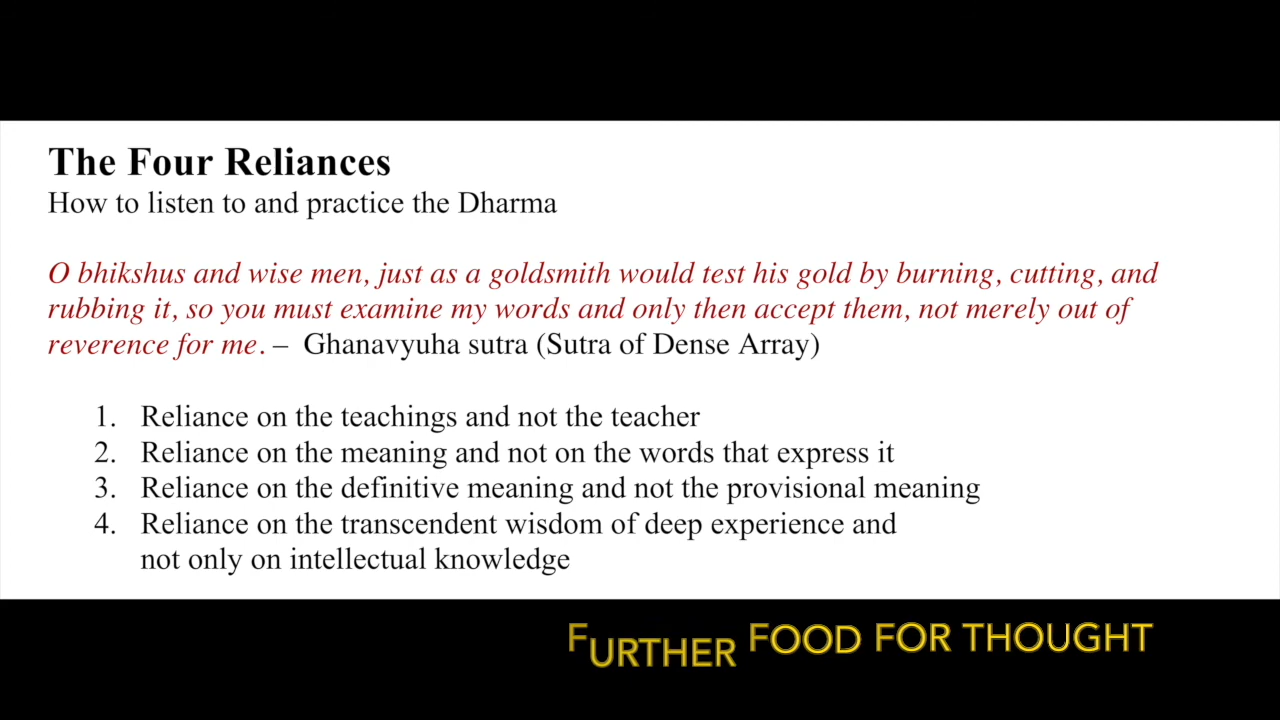 The Four Reliances
How to listen to and practice the Dharma
O bhikshus and wise men, just as a goldsmith would test his gold by burning, cutting, and
rubbing it, so you must examine my words and only then accept them, not merely out of
reverence for me. – Ghanavyuha sutra (Sutra of Dense Array)
1. Reliance on the teachings and not the teacher
2. Reliance on the meaning and not on the words that express it
3. Reliance on the definitive meaning and not the provisional meaning
4. Reliance on the transcendent wisdom of deep experience and
not only on intellectual knowledge
FURTHER FOOD FOR THOUGHT